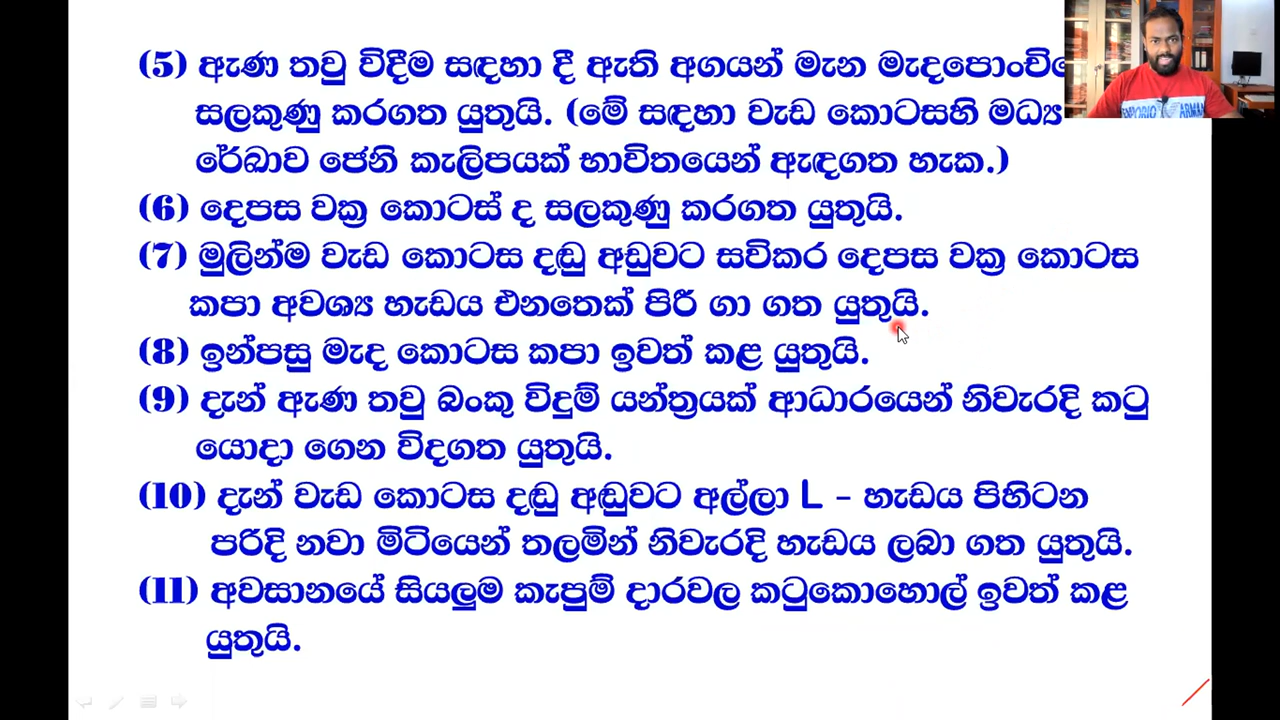 (5) ඇණ තවු විදීම සඳහා දී ඇති අගයන් මැන මැදපොංචි
සලකුණු කරගත යුතුයි. (මේ සඳහා වැඩ කොටසහි මධ්‍ය
රේඛාව ජෙනි කැලිපයක් භාවිතයෙන් ඇඳගත හැක.)
(6) දෙපස වක්‍ර කොටස් ද සලකුණු කරගත යුතුයි.
(7) මුලින්ම වැඩ කොටස දඬු අඩුවට සවිකර දෙපස වක්‍ර කොටස
කපා අවශ්‍ය හැඩය එනතෙක් පිරි ගා ගත යුතුයි.
(8) ඉන්පසු මැද කොටස කපා ඉවත් කළ යුතුයි.
(9) දැන් ඇණ තවු බංකු විදුම් යන්ත්‍රයක් ආධාරයෙන් නිවැරදි කටු
යොදා ගෙන විදගත යුතුයි.
(10) දැන් වැඩ කොටස දඬු අඬුවට අල්ලා L - හැඩය පිහිටන
පරිදි නවා මිටියෙන් තලමින් නිවැරදි හැඩය ලබා ගත යුතුයි.
(11) අවසානයේ සියලුම කැපුම් දාරවල කටුකොහොල් ඉවත් කළ
යුතුයි.
EMPORIO ARMAN